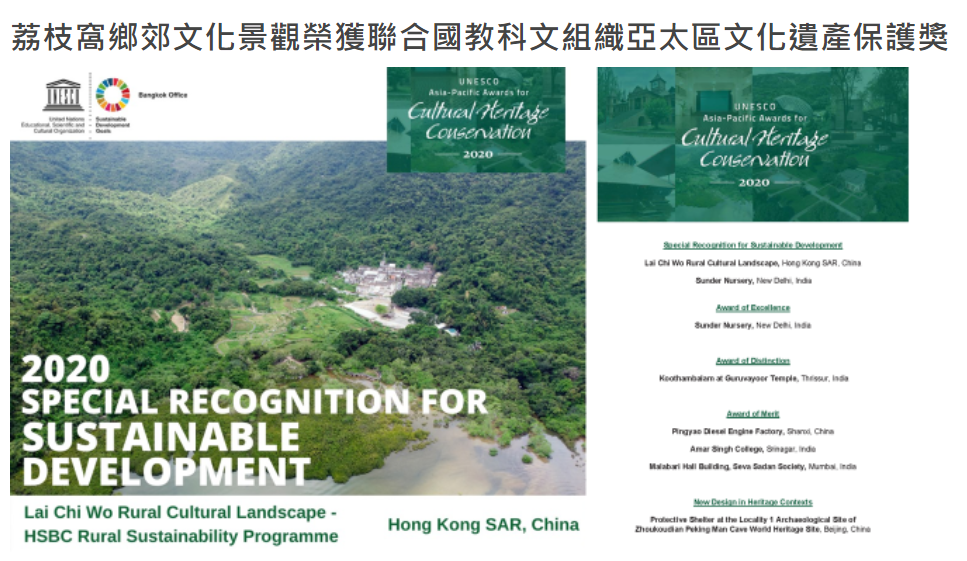 荔枝窩鄉郊文化景觀榮獲聯合國教科文組織亞太區文化遺產保護獎
UNESCO
United Nations
Educational, Scientific and
Cultural Organization
Sustainable
Development
Goals
Bangkok Office
UNESCO
Asia-Pacific Awards for
Cultural Heritage
Conservation
2020
2020
SPECIAL RECOGNITION FOR
SUSTAINABLE
DEVELOPMENT
Lai Chi Wo Rural Cultural Landscape -
HSBC Rural Sustainability Programme
Hong Kong SAR, China
UNESCO
Asia-Pacific Awards for
Cultural Heritage
Conservation
2020
Special Recognition for Sustainable Development
Lai Chi Wo Rural Cultural Landscape, Hong Kong SAR, China
Sunder Nursery, New Delhi, India
Award of Excellence
Sunder Nursery, New Delhi, India
Award of Distinction
Koothambalam at Guruvayoor Temple, Thrissur, India
Award of Merit
Pingyao Diesel Engine Factory, Shanxi, China
Amar Singh College, Srinagar, India
Malabari Hall Building, Seva Sadan Society, Mumbai, India
New Design in Heritage Contexts
Protective Shelter at the Locality 1 Archaeological Site of
Zhoukoudian Peking Man Cave World Heritage Site, Beijing, China